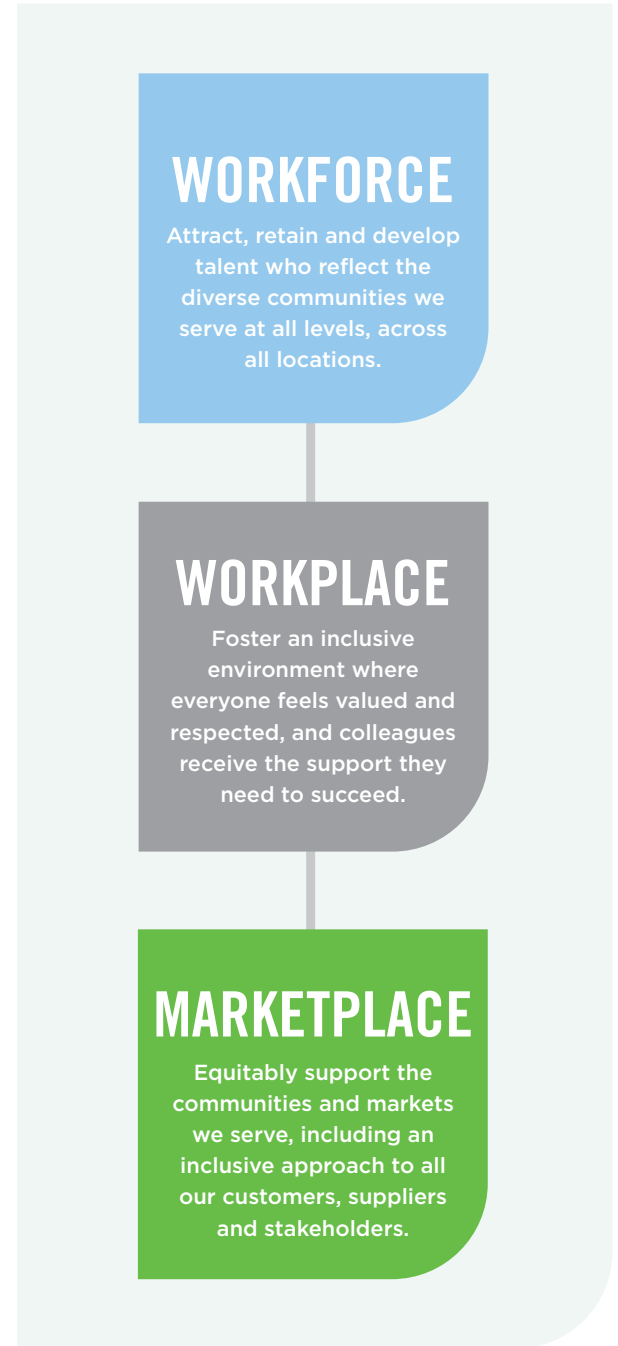 WORKFORCE
Attract, retain and develop
talent who reflect the
diverse communities we
serve at all levels, across
all locations.
WORKPLACE
Foster an inclusive
environment where
everyone feels valued and
respected, and colleagues
receive the support they
need to succeed.
MARKETPLACE
Equitably support the
communities and markets
we serve, including an
inclusive approach to all
our customers, suppliers
and stakeholders.